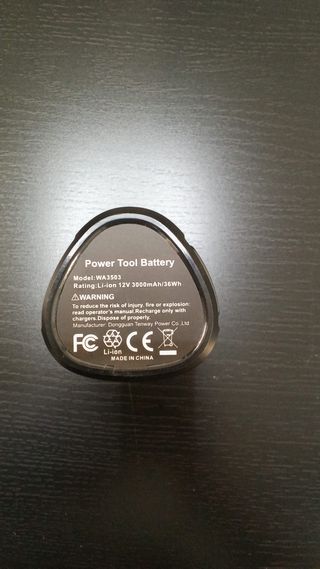 Power Tool Battery
Model:WA3503
Rating:Li-ion 12V 3000mAh/36Wh
⚠WARNING
To reduce the risk of injury, fire or explosion:
read operator's manual.Recharge only with
chargers.Dispose of properly.
Manufacturer: Dongguan Tenway Power Co.,Ltd
FC CE
Li-ion
MADE IN CHINA